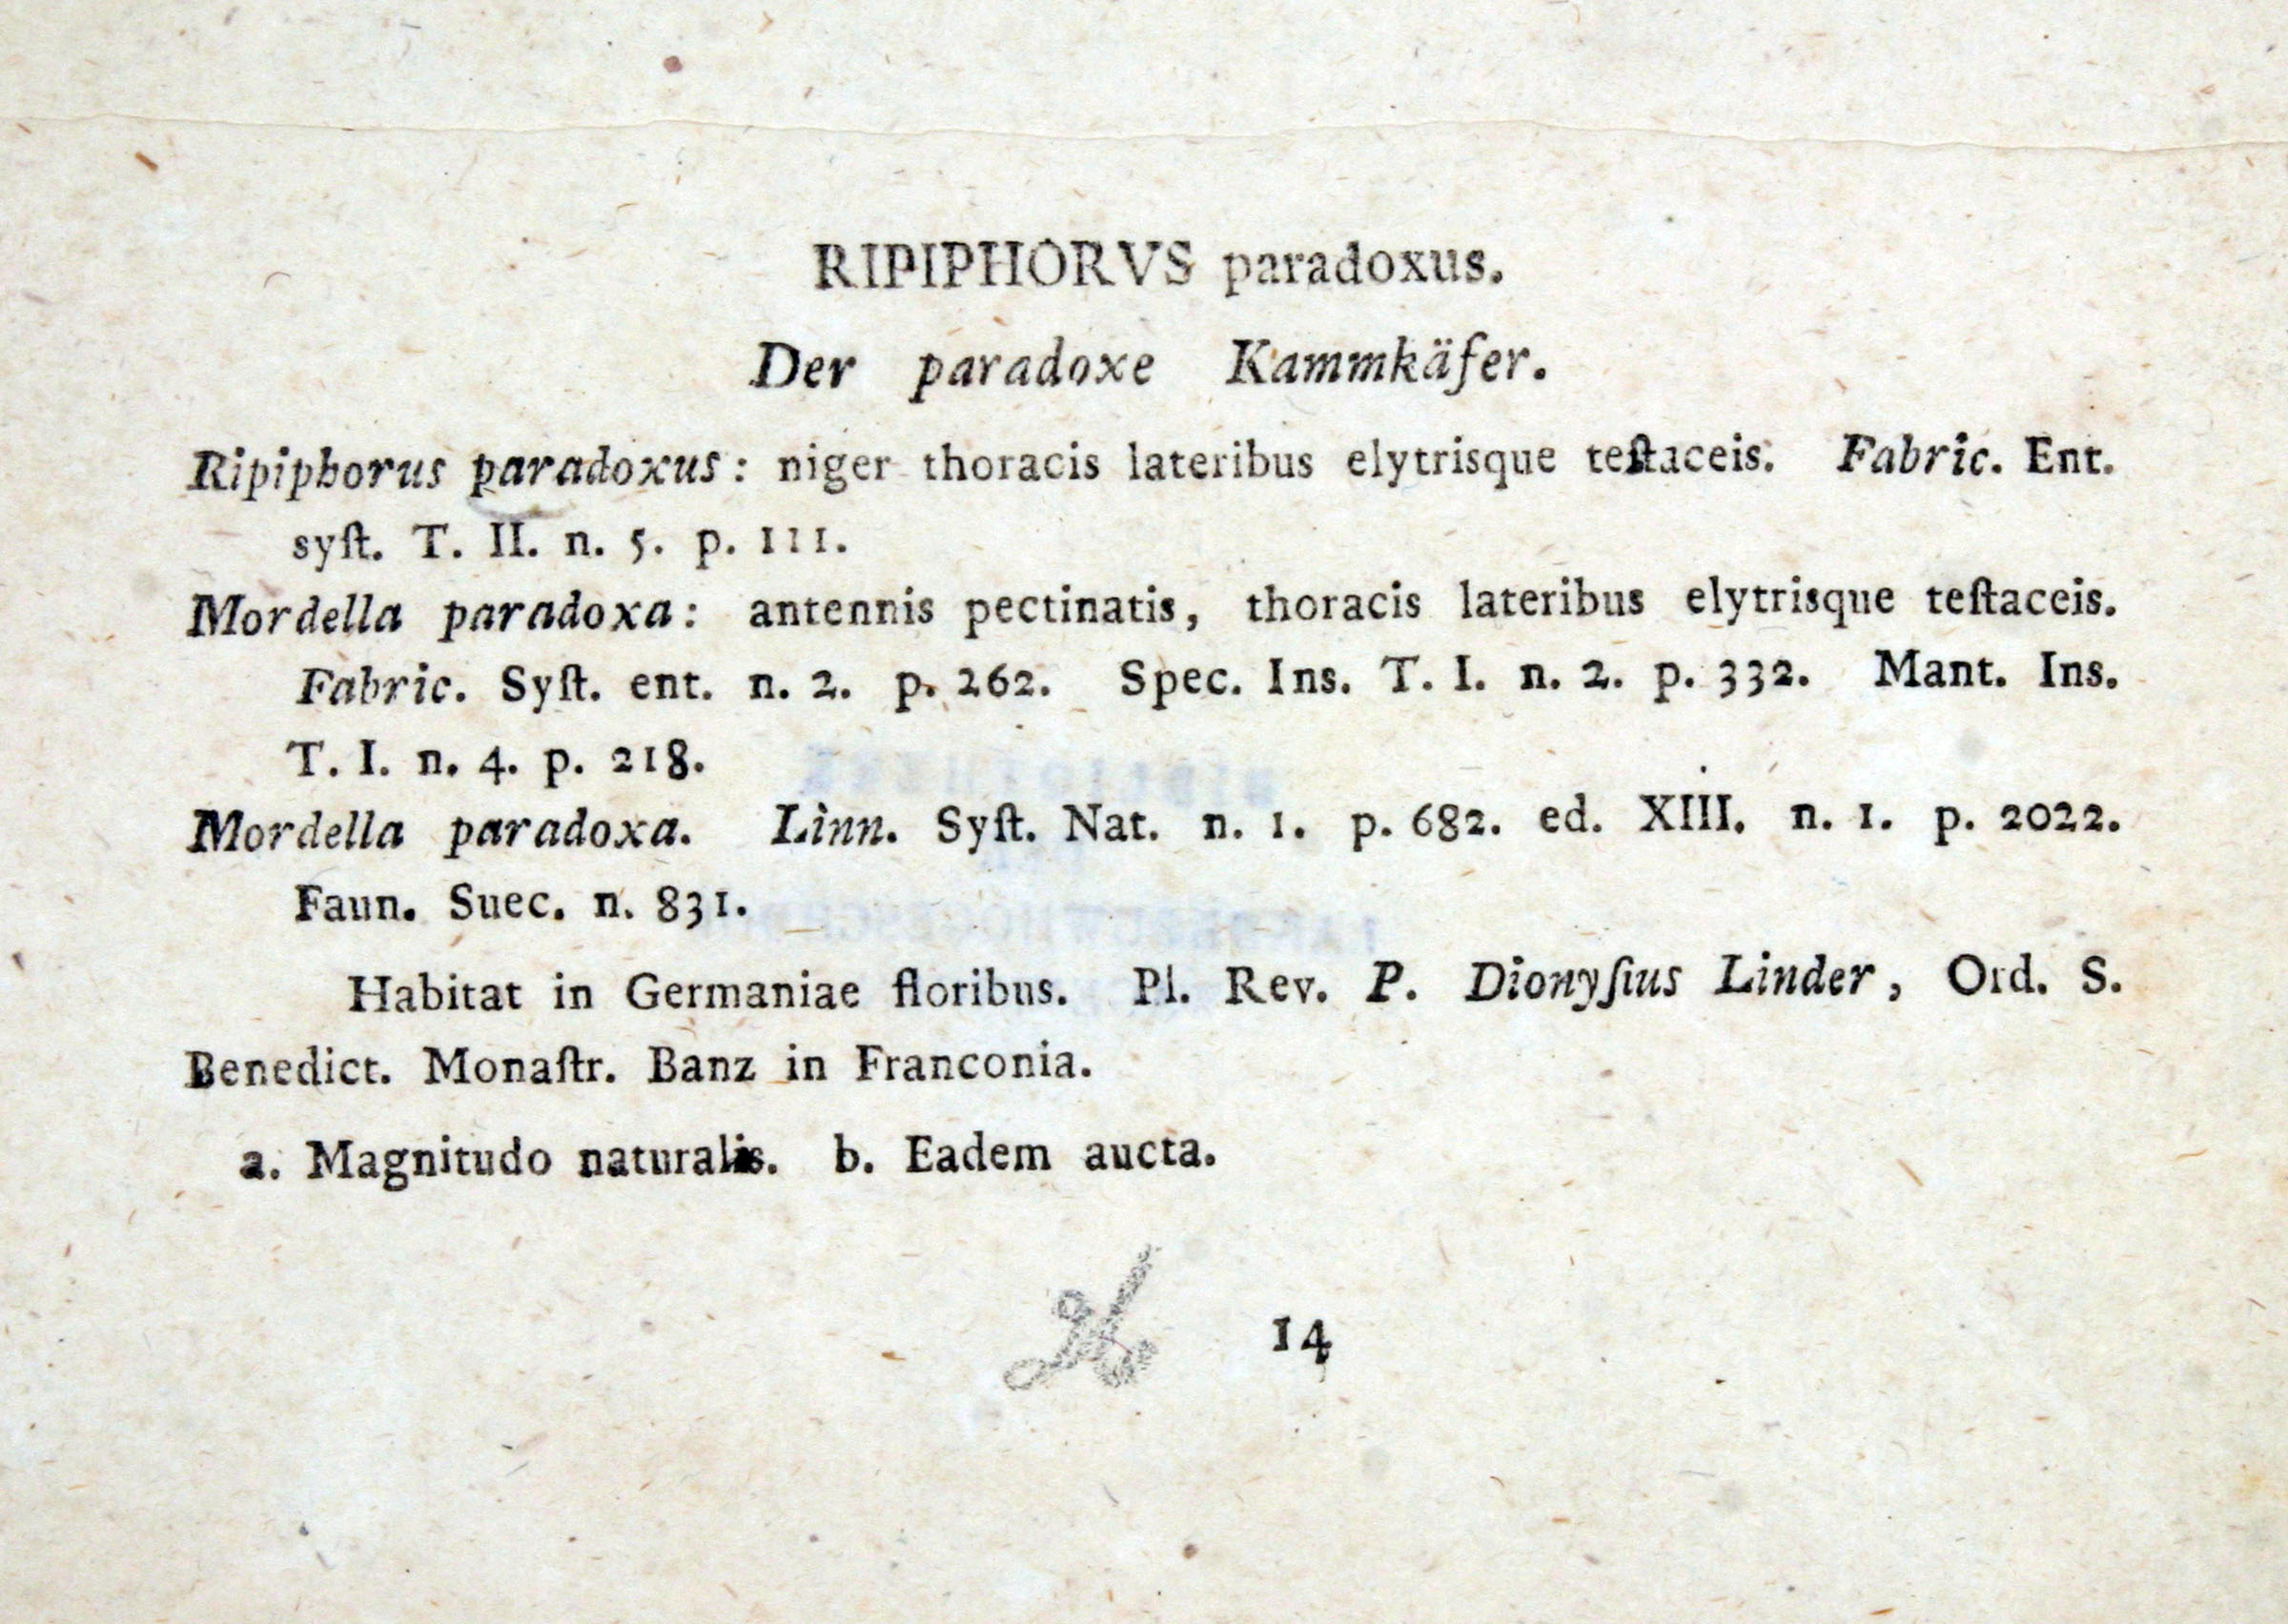 RIPIPHORVS paradoxus.
Der paradoxe Kammkäfer.
Ripiphorus paradoxus: niger thoracis lateribus elytrisque teſtaceis. Fabric. Ent.
syſt. T. II. n. 5. p. 111.
Mordella paradoxa: antennis pectinatis, thoracis lateribus elytrisque teſtaceis.
Fabric. Syſt. ent. n. 2. p. 262. Spec. Ins. T. I. n. 2. p. 332. Mant. Ins.
T. I. n. 4. p. 218.
Mordella paradoxa. Linn. Syſt. Nat. n. 1. p. 682. ed. XIII. n. 1. p. 2022.
Faun. Suec. n. 831.
Habitat in Germaniae floribus. Pl. Rev. P. Dionyſius Linder, Ord. S.
Benedict. Monaſtr. Banz in Franconia.
a. Magnitudo naturalis. b. Eadem aucta.
14